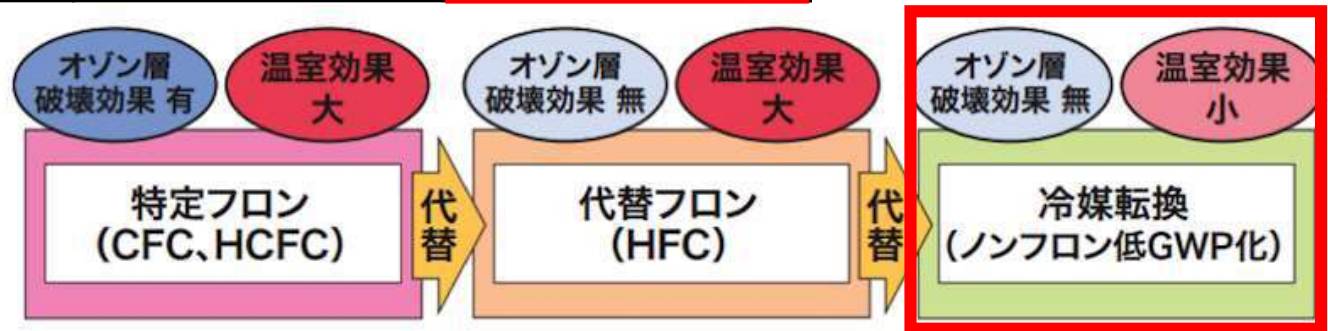 オゾン層
破壊効果 有
温室効果
大
特定フロン
(CFC、HCFC)
代替
オゾン層
破壊効果 無
温室効果
大
代替フロン
(HFC)
代替
オゾン層
破壊効果 無
温室効果
小
冷媒転換
(ノンフロン低GWP化)